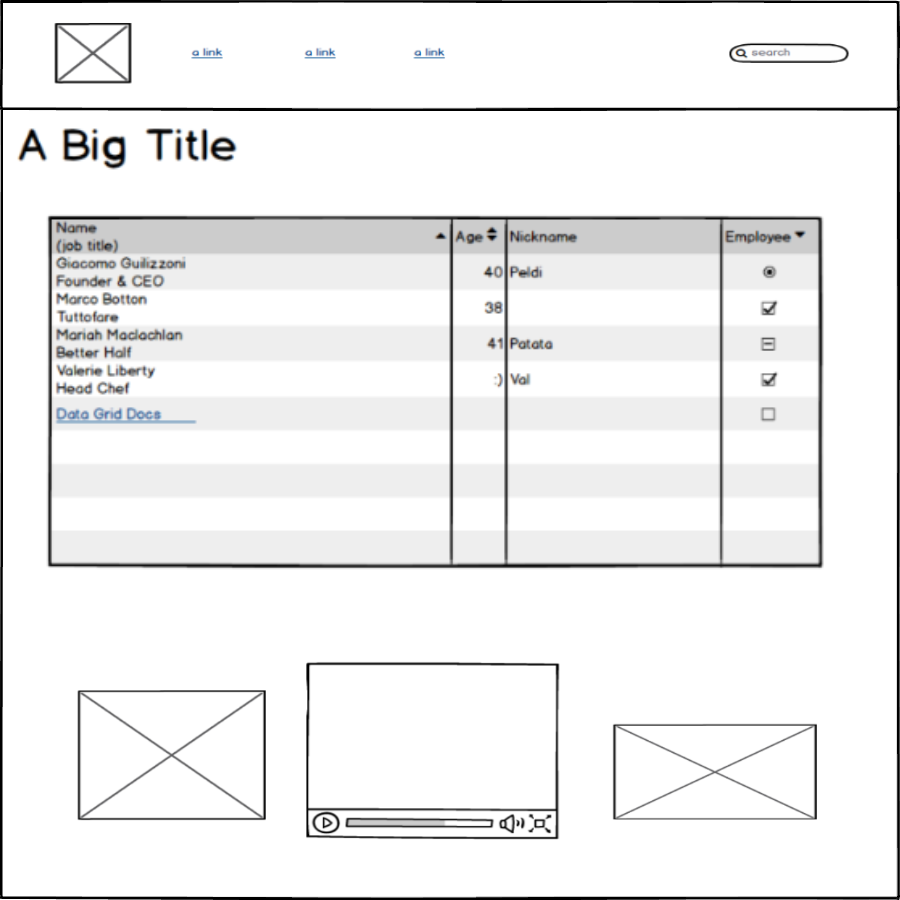 a link
a link
a link
search
A Big Title
Name
(job title)
Age
Nickname
Employee
Giacomo Guilizzoni
Founder & CEO
40
Peldi
Marco Botton
Tuttofare
38
Mariah Maclachlan
Better Half
41
Patata
Valerie Liberty
Head Chef
:)
Val
Data Grid Docs